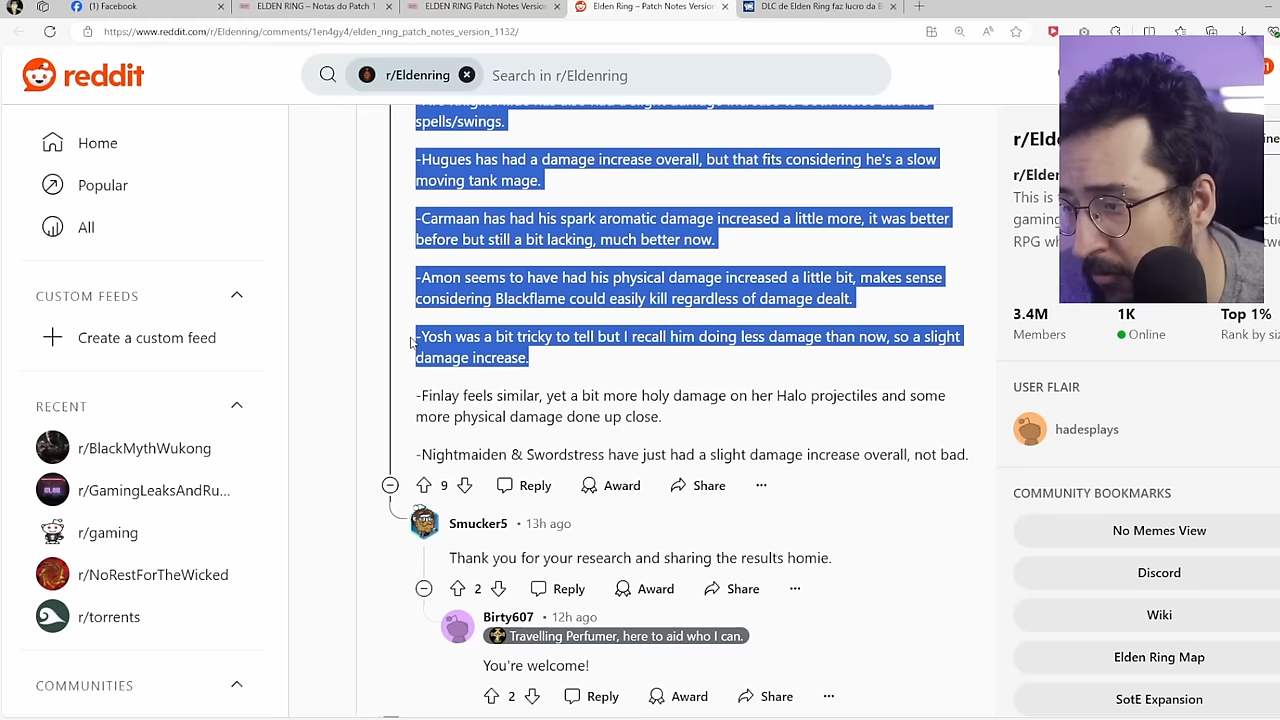 (1) Facebook
ELDEN RING – Notas do Patch 1
ELDEN RING Patch Notes Versio
Elden Ring – Patch Notes Versio
DLC de Elden Ring faz lucro da B
https://www.reddit.com/r/Eldenring/comments/1en4gy4/elden_ring_patch_notes_version_1132/
reddit
r/Eldenring
Search in r/Eldenring
Home
Popular
All
CUSTOM FEEDS
Create a custom feed
RECENT
r/BlackMythWukong
r/GamingLeaksAndRu...
r/gaming
r/NoRestForTheWicked
r/torrents
COMMUNITIES
spells/swings.
-Hugues has had a damage increase overall, but that fits considering he's a slow
moving tank mage.
-Carmaan has had his spark aromatic damage increased a little more, it was better
before but still a bit lacking, much better now.
-Amon seems to have had his physical damage increased a little bit, makes sense
considering Blackflame could easily kill regardless of damage dealt.
-Yosh was a bit tricky to tell but I recall him doing less damage than now, so a slight
damage increase.
-Finlay feels similar, yet a bit more holy damage on her Halo projectiles and some
more physical damage done up close.
-Nightmaiden & Swordstress have just had a slight damage increase overall, not bad.
9 Reply Award Share
Smucker5 • 13h ago
Thank you for your research and sharing the results homie.
2 Reply Award Share
Birty607 • 12h ago
Travelling Perfumer, here to aid who I can.
You're welcome!
2 Reply Award Share
r/Eld
r/Elder
This is
gaming
RPG wh
3.4M 1K Top 1%
Members Online Rank by siz
USER FLAIR
hadesplays
COMMUNITY BOOKMARKS
No Memes View
Discord
Wiki
Elden Ring Map
SotE Expansion